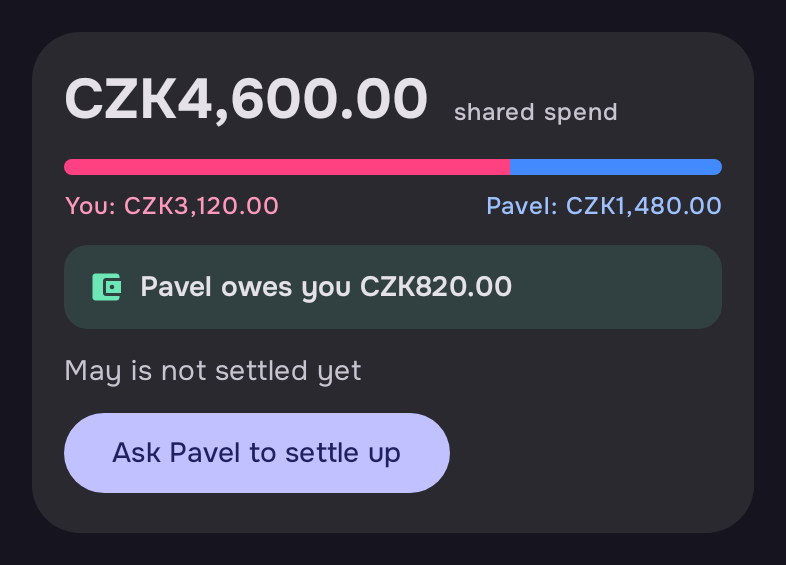 CZK4,600.00 shared spend
You: CZK3,120.00 Pavel: CZK1,480.00
Pavel owes you CZK820.00
May is not settled yet
Ask Pavel to settle up